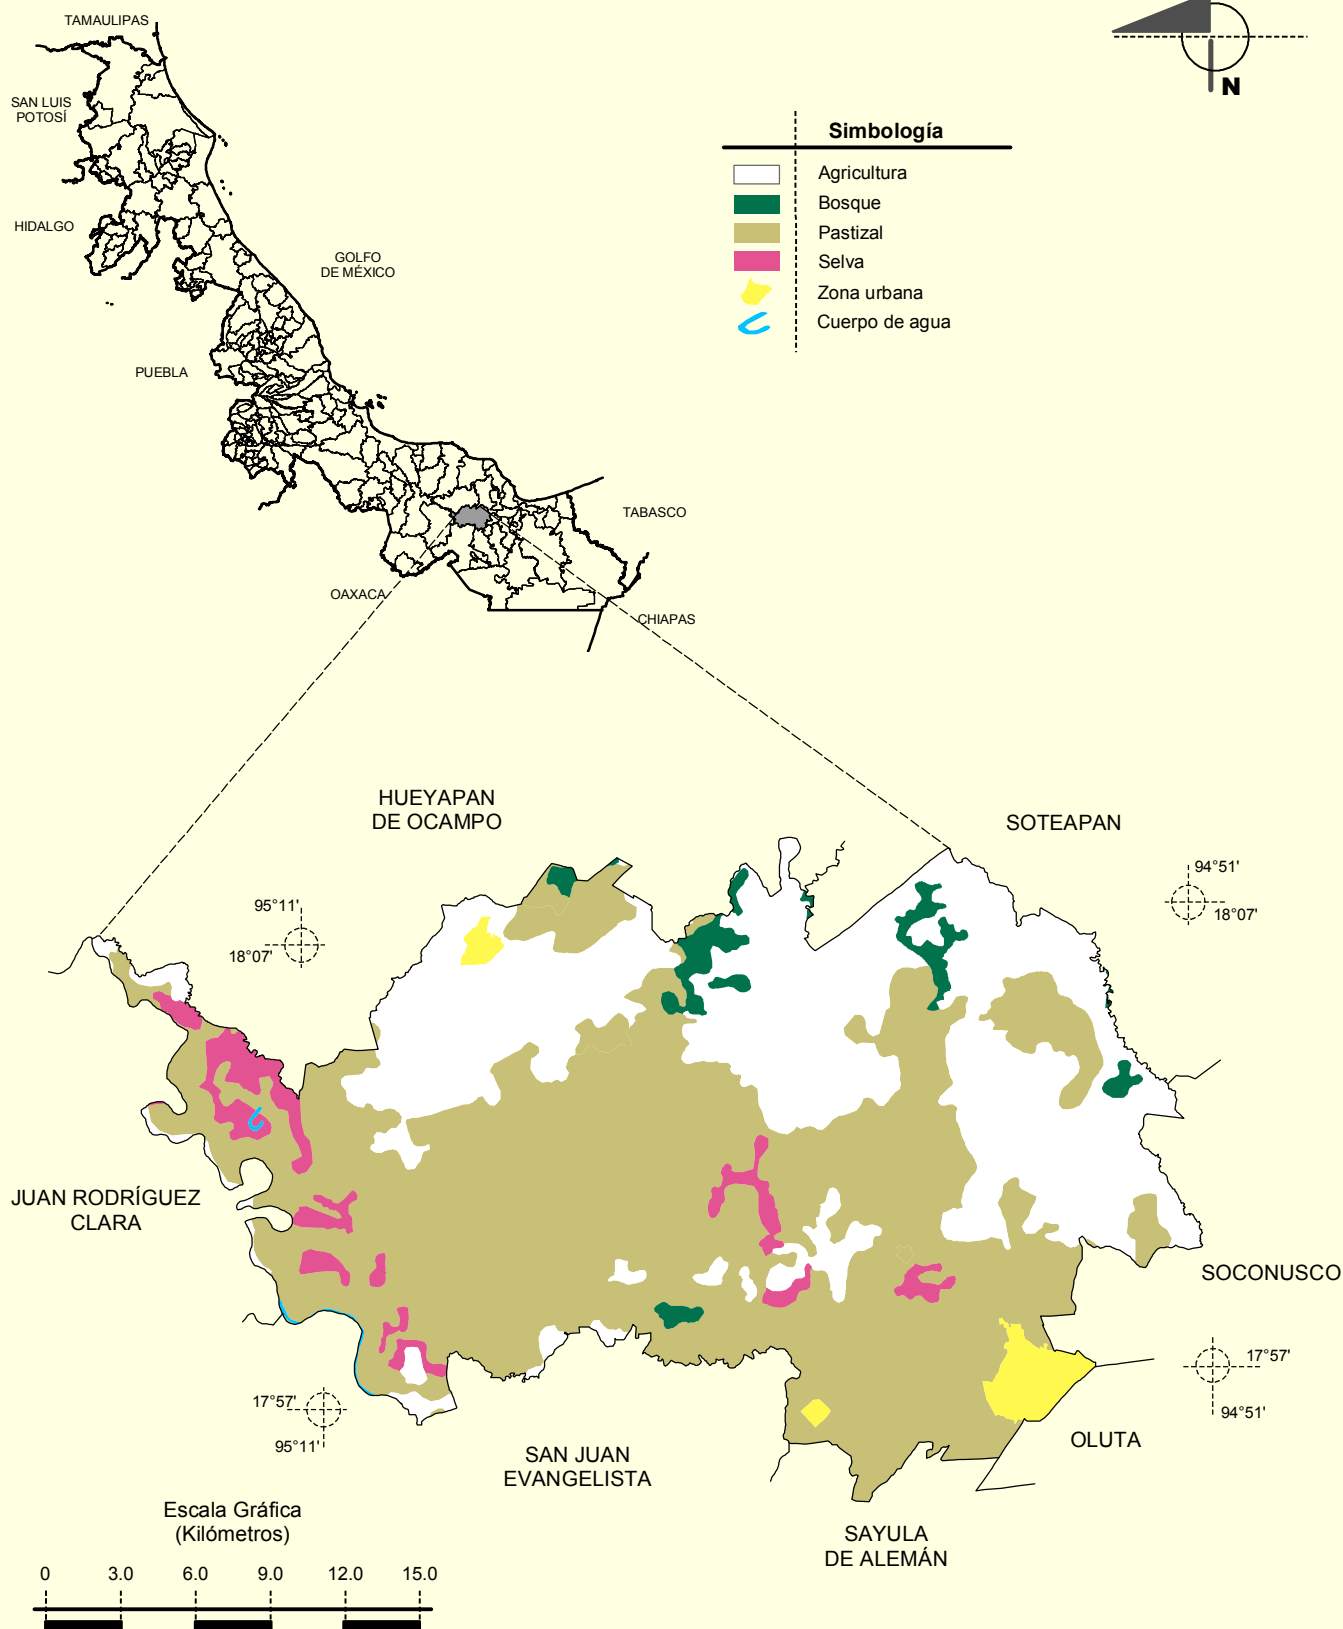 TAMAULIPAS
SAN LUIS
POTOSÍ
HIDALGO
GOLFO
DE MÉXICO
PUEBLA
TABASCO
OAXACA
CHIAPAS
N
Simbología
Agricultura
Bosque
Pastizal
Selva
Zona urbana
Cuerpo de agua
HUEYAPAN
DE OCAMPO
SOTEAPAN
94°51'
18°07'
95°11'
18°07'
JUAN RODRÍGUEZ
CLARA
SOCONUSCO
17°57'
94°51'
17°57'
95°11'
OLUTA
SAN JUAN
EVANGELISTA
SAYULA
DE ALEMÁN
Escala Gráfica
(Kilómetros)
0 3.0 6.0 9.0 12.0 15.0